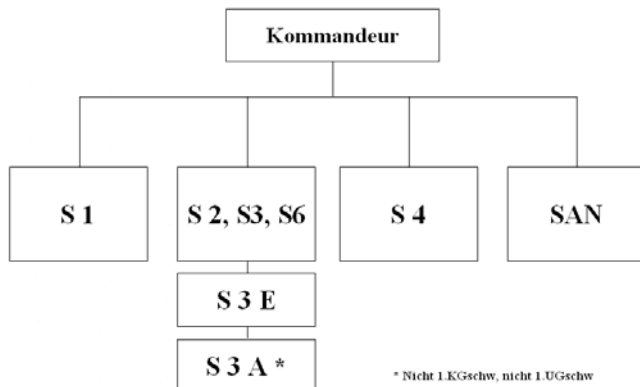 Kommandeur
S 1
S 2, S3, S6
S 4
SAN
S 3 E
S 3 A *
* Nicht 1.KGschw, nicht 1.UGschw